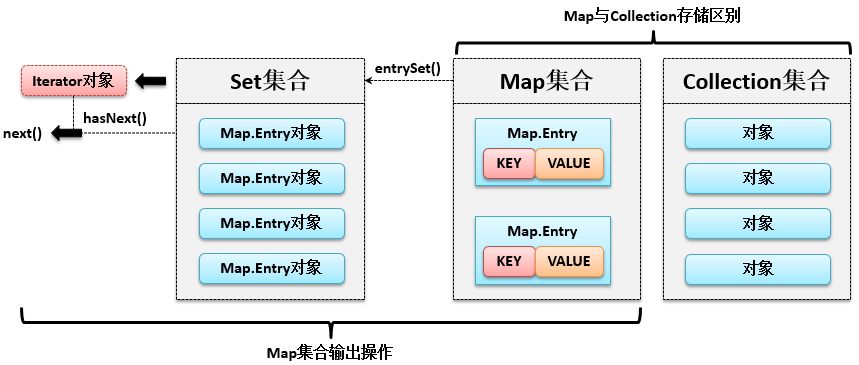 Map与Collection存储区别
Iterator对象
Set集合
entrySet()
Map集合
Collection集合
next()
hasNext()
Map.Entry对象
Map.Entry对象
Map.Entry对象
Map.Entry对象
Map.Entry
KEY
VALUE
Map.Entry
KEY
VALUE
对象
对象
对象
对象
Map集合输出操作